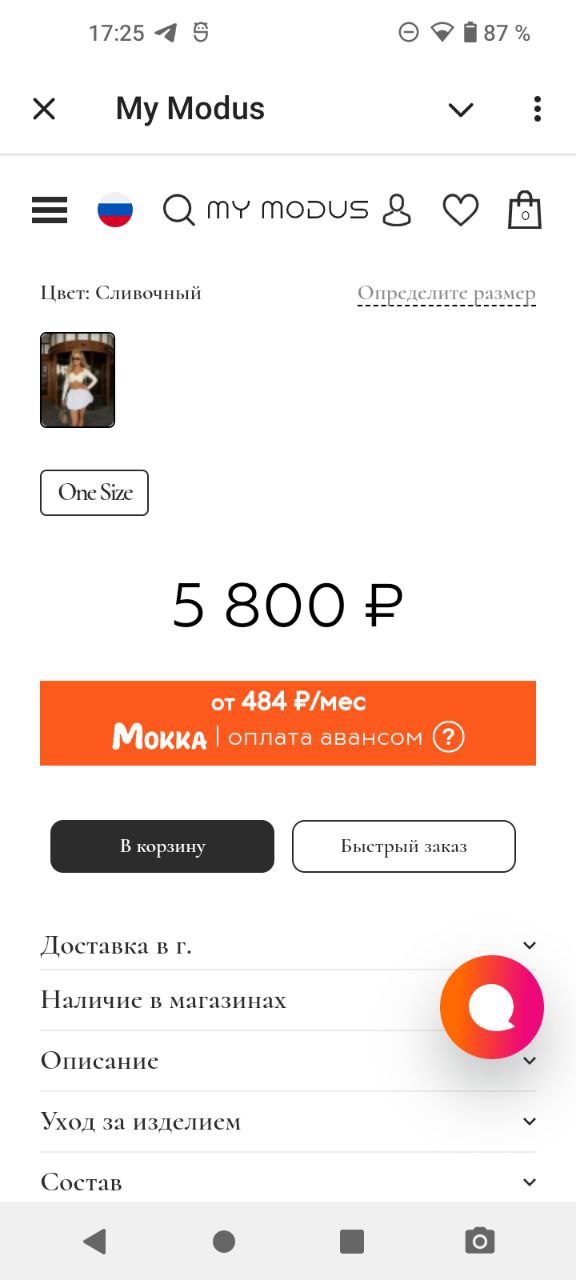 17:25
87 %
My Modus
MY MODUS
0
Цвет: Сливочный
Определите размер
One Size
5 800 ₽
от 484 ₽/мес
Мокка | оплата авансом ?
В корзину
Быстрый заказ
Доставка в г.
Наличие в магазинах
Описание
Уход за изделием
Состав